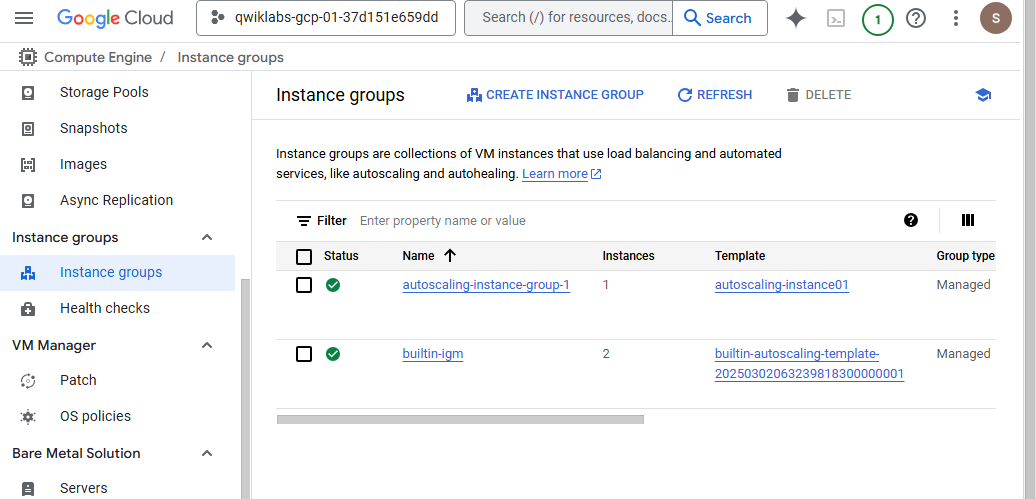 Google Cloud
qwiklabs-gcp-01-37d151e659dd
Search (/) for resources, docs...
Search
1
S
Compute Engine / Instance groups
Storage Pools
Snapshots
Images
Async Replication
Instance groups
Instance groups
Health checks
VM Manager
Patch
OS policies
Bare Metal Solution
Servers
Instance groups
CREATE INSTANCE GROUP
REFRESH
DELETE
Instance groups are collections of VM instances that use load balancing and automated
services, like autoscaling and autohealing. Learn more
Filter Enter property name or value
Status Name Instances Template Group type
autoscaling-instance-group-1 1 autoscaling-instance01 Managed
builtin-igm 2 builtin-autoscaling-template- Managed
20250302063239818300000001